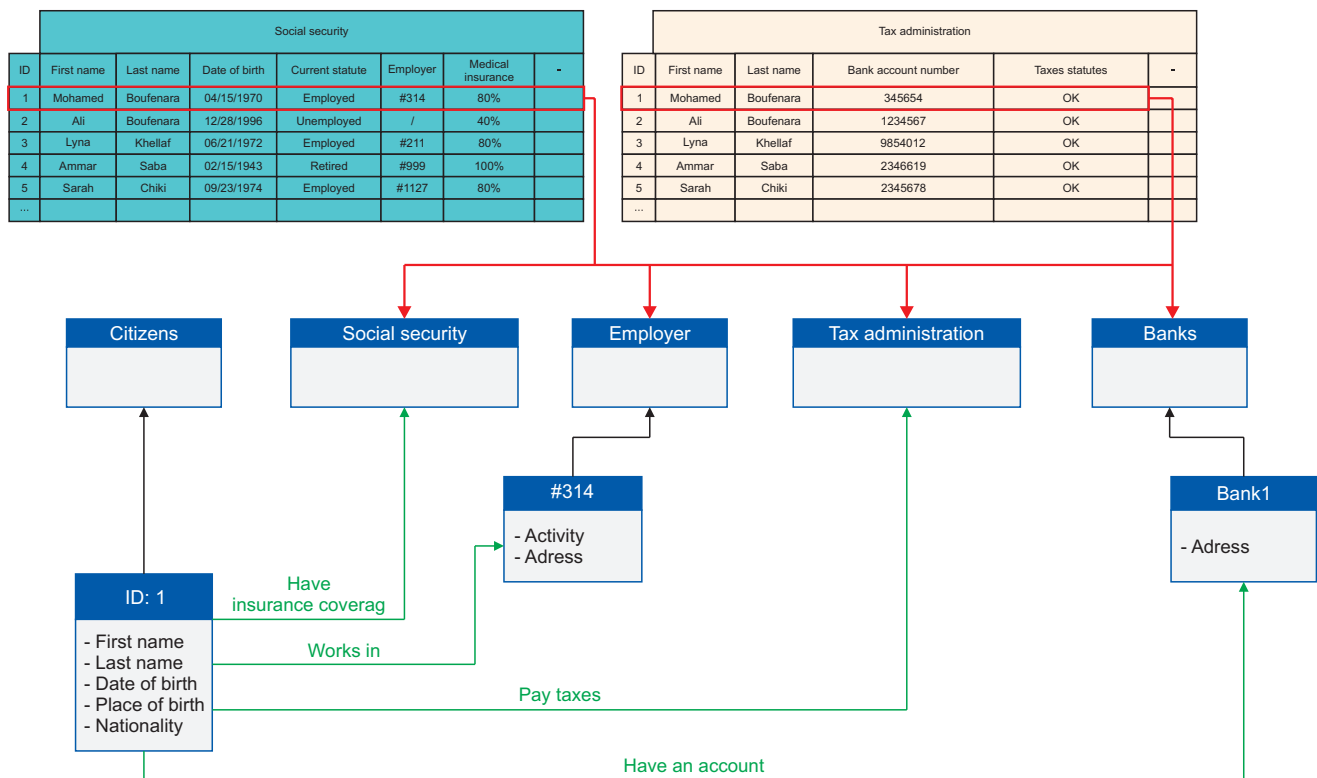 Social security
ID First name Last name Date of birth Current statute Employer Medical insurance -
1 Mohamed Boufenara 04/15/1970 Employed #314 80%
2 Ali Boufenara 12/28/1996 Unemployed / 40%
3 Lyna Khellaf 06/21/1972 Employed #211 80%
4 Ammar Saba 02/15/1943 Retired #999 100%
5 Sarah Chiki 09/23/1974 Employed #1127 80%
...
Tax administration
ID First name Last name Bank account number Taxes statutes -
1 Mohamed Boufenara 345654 OK
2 Ali Boufenara 1234567 OK
3 Lyna Khellaf 9854012 OK
4 Ammar Saba 2346619 OK
5 Sarah Chiki 2345678 OK
...
Citizens
Social security
Employer
Tax administration
Banks
#314
- Activity
- Adress
Bank1
- Adress
ID: 1
- First name
- Last name
- Date of birth
- Place of birth
- Nationality
Have
insurance coverag
Works in
Pay taxes
Have an account